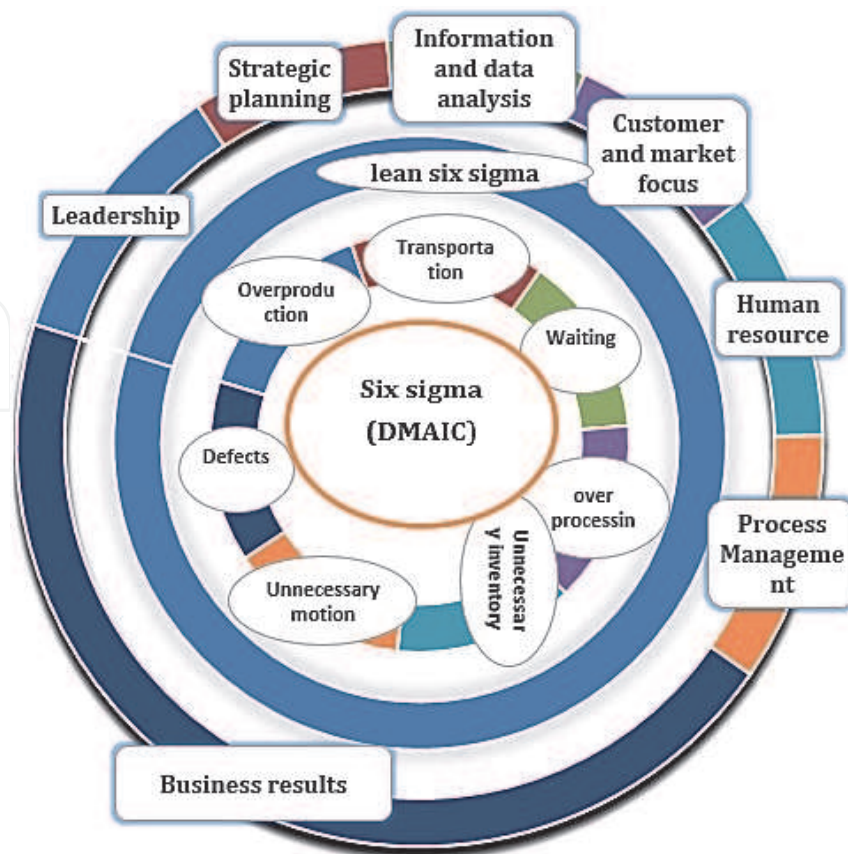 Information
and data
analysis
Strategic
planning
Customer
and market
focus
lean six sigma
Leadership
Transporta
tion
Overprodu
ction
Human
resource
Waiting
Six sigma
(DMAIC)
Defects
over
processin
Unnecessar
y inventory
Process
Manageme
nt
Unnecessary
motion
Business results